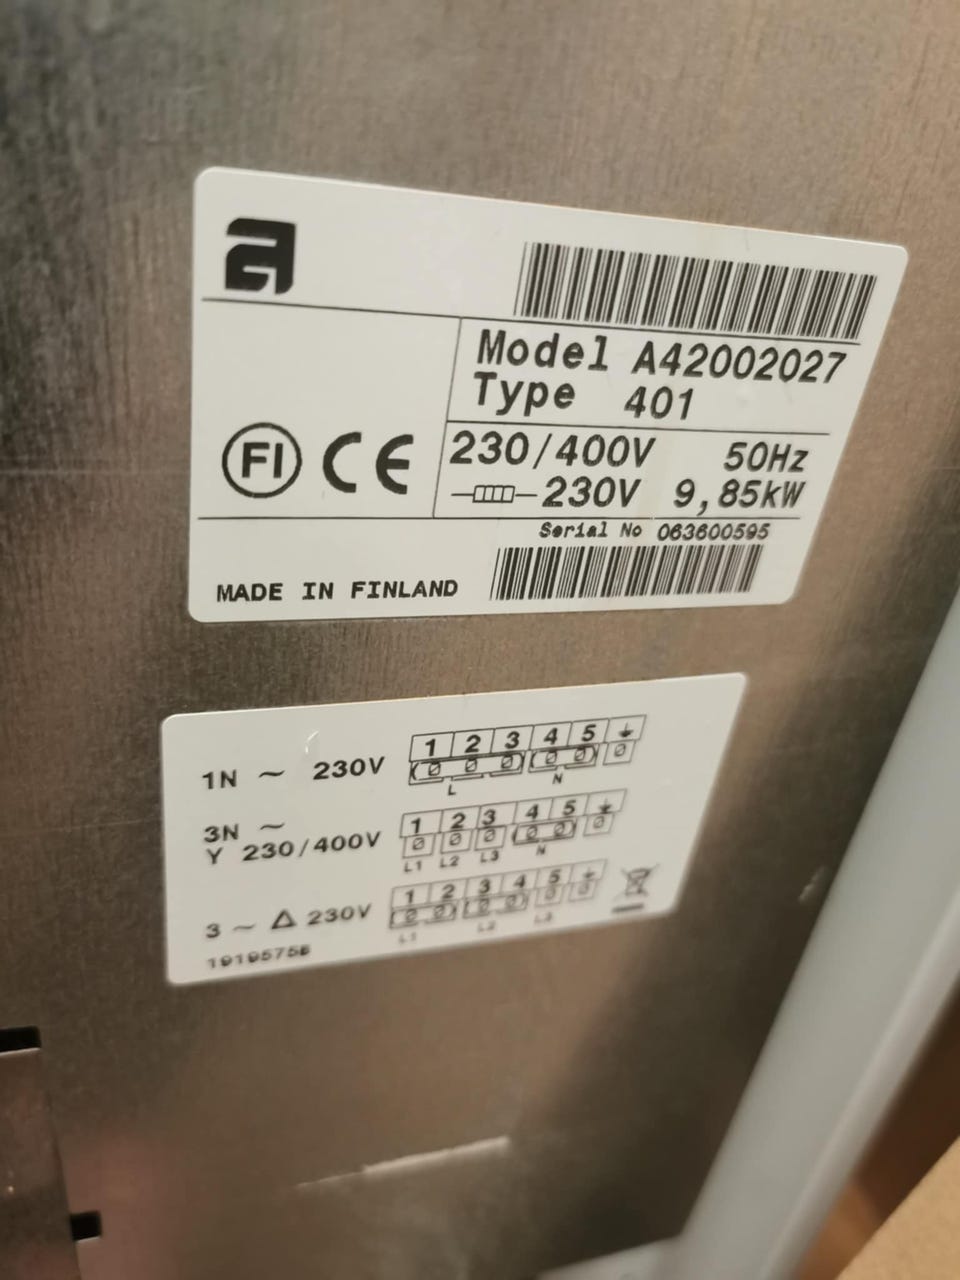 a
Model A42002027
Type 401
230/400V 50Hz
230V 9,85kW
FI CE
Serial No 063600595
MADE IN FINLAND
1N ~ 230V
1 2 3 4 5
L N
3N ~
Y 230/400V
1 2 3 4 5
L1 L2 L3 N
3 ~ Δ 230V
1 2 3 4 5
L1 L2 L3